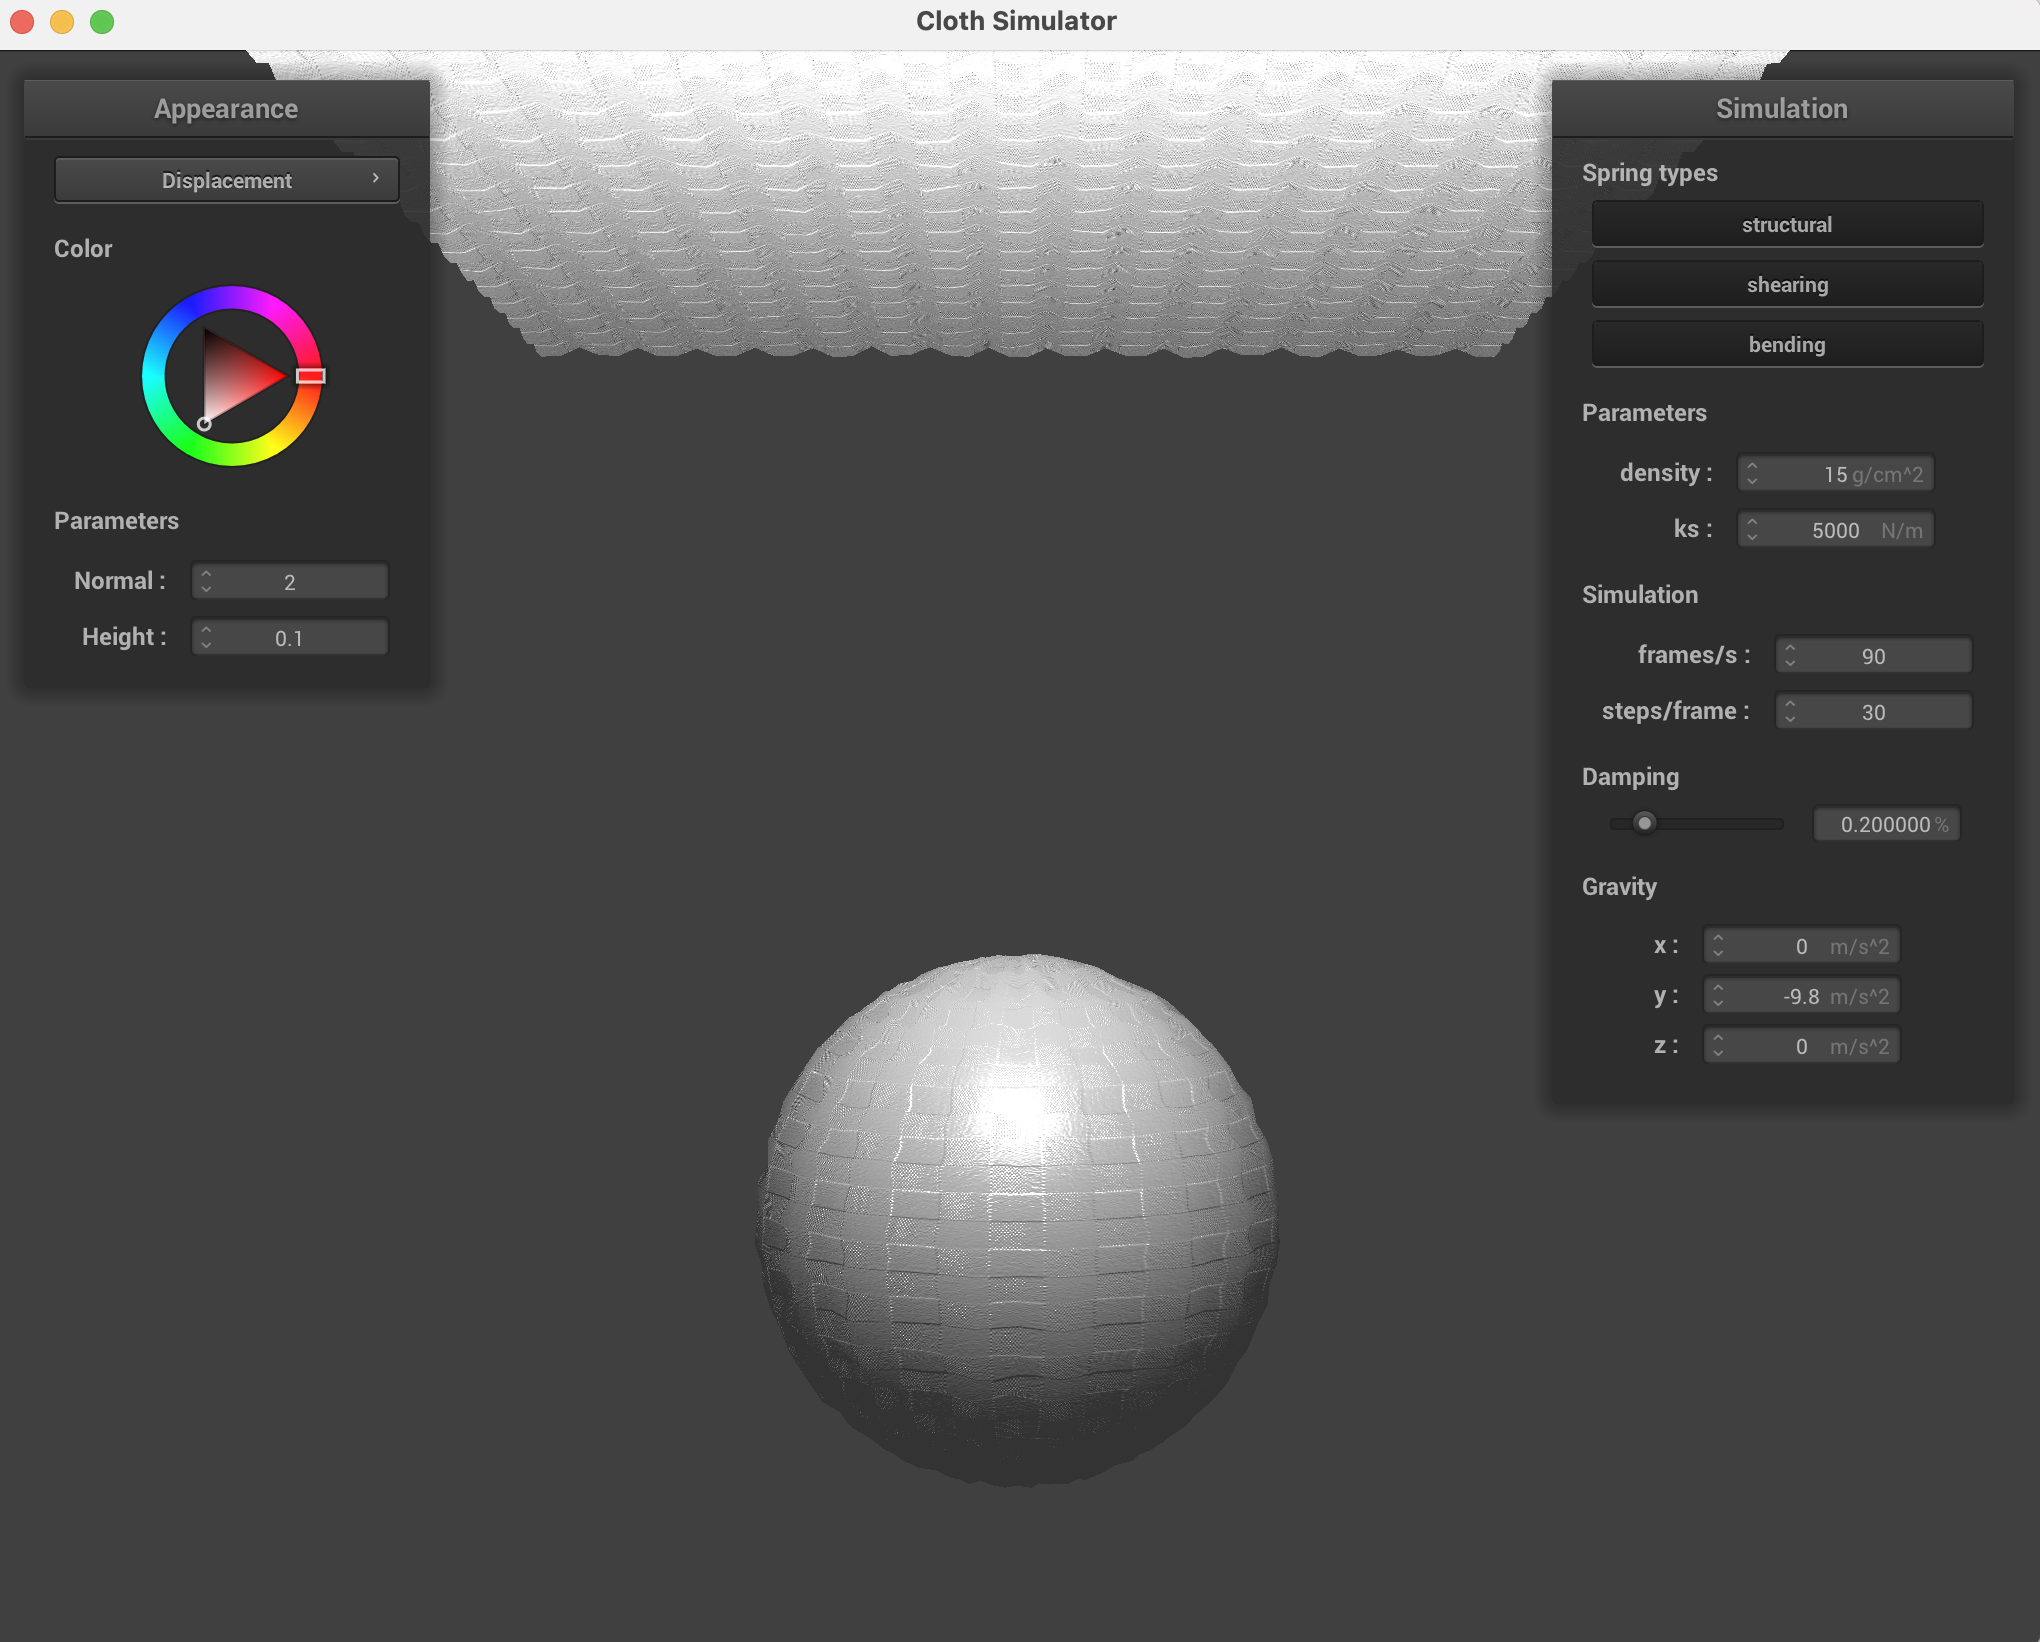 Cloth Simulator
Appearance
Displacement
Color
Parameters
Normal : 2
Height : 0.1
Simulation
Spring types
structural
shearing
bending
Parameters
density : 15 g/cm^2
ks : 5000 N/m
Simulation
frames/s : 90
steps/frame : 30
Damping
0.200000 %
Gravity
x : 0 m/s^2
y : -9.8 m/s^2
z : 0 m/s^2